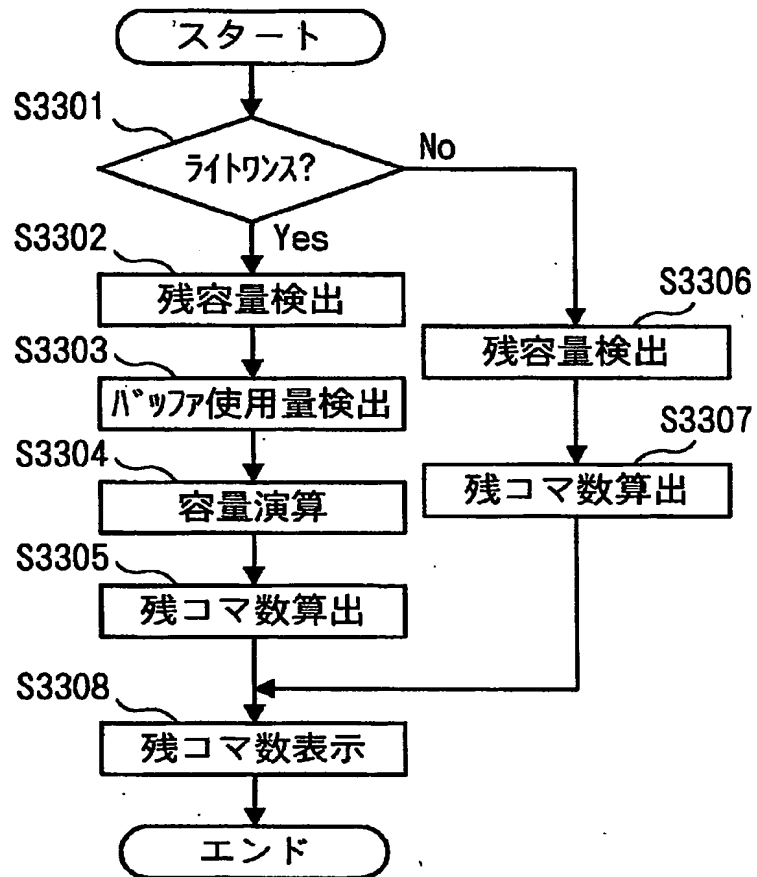 スタート
S3301
ライトワンス?
No
Yes
S3302
残容量検出
S3303
バッファ使用量検出
S3304
容量演算
S3305
残コマ数算出
S3306
残容量検出
S3307
残コマ数算出
S3308
残コマ数表示
エンド